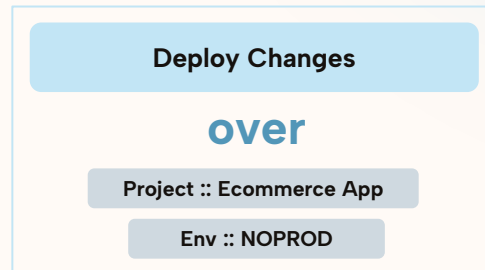 Deploy Changes
over
Project :: Ecommerce App
Env :: NOPROD